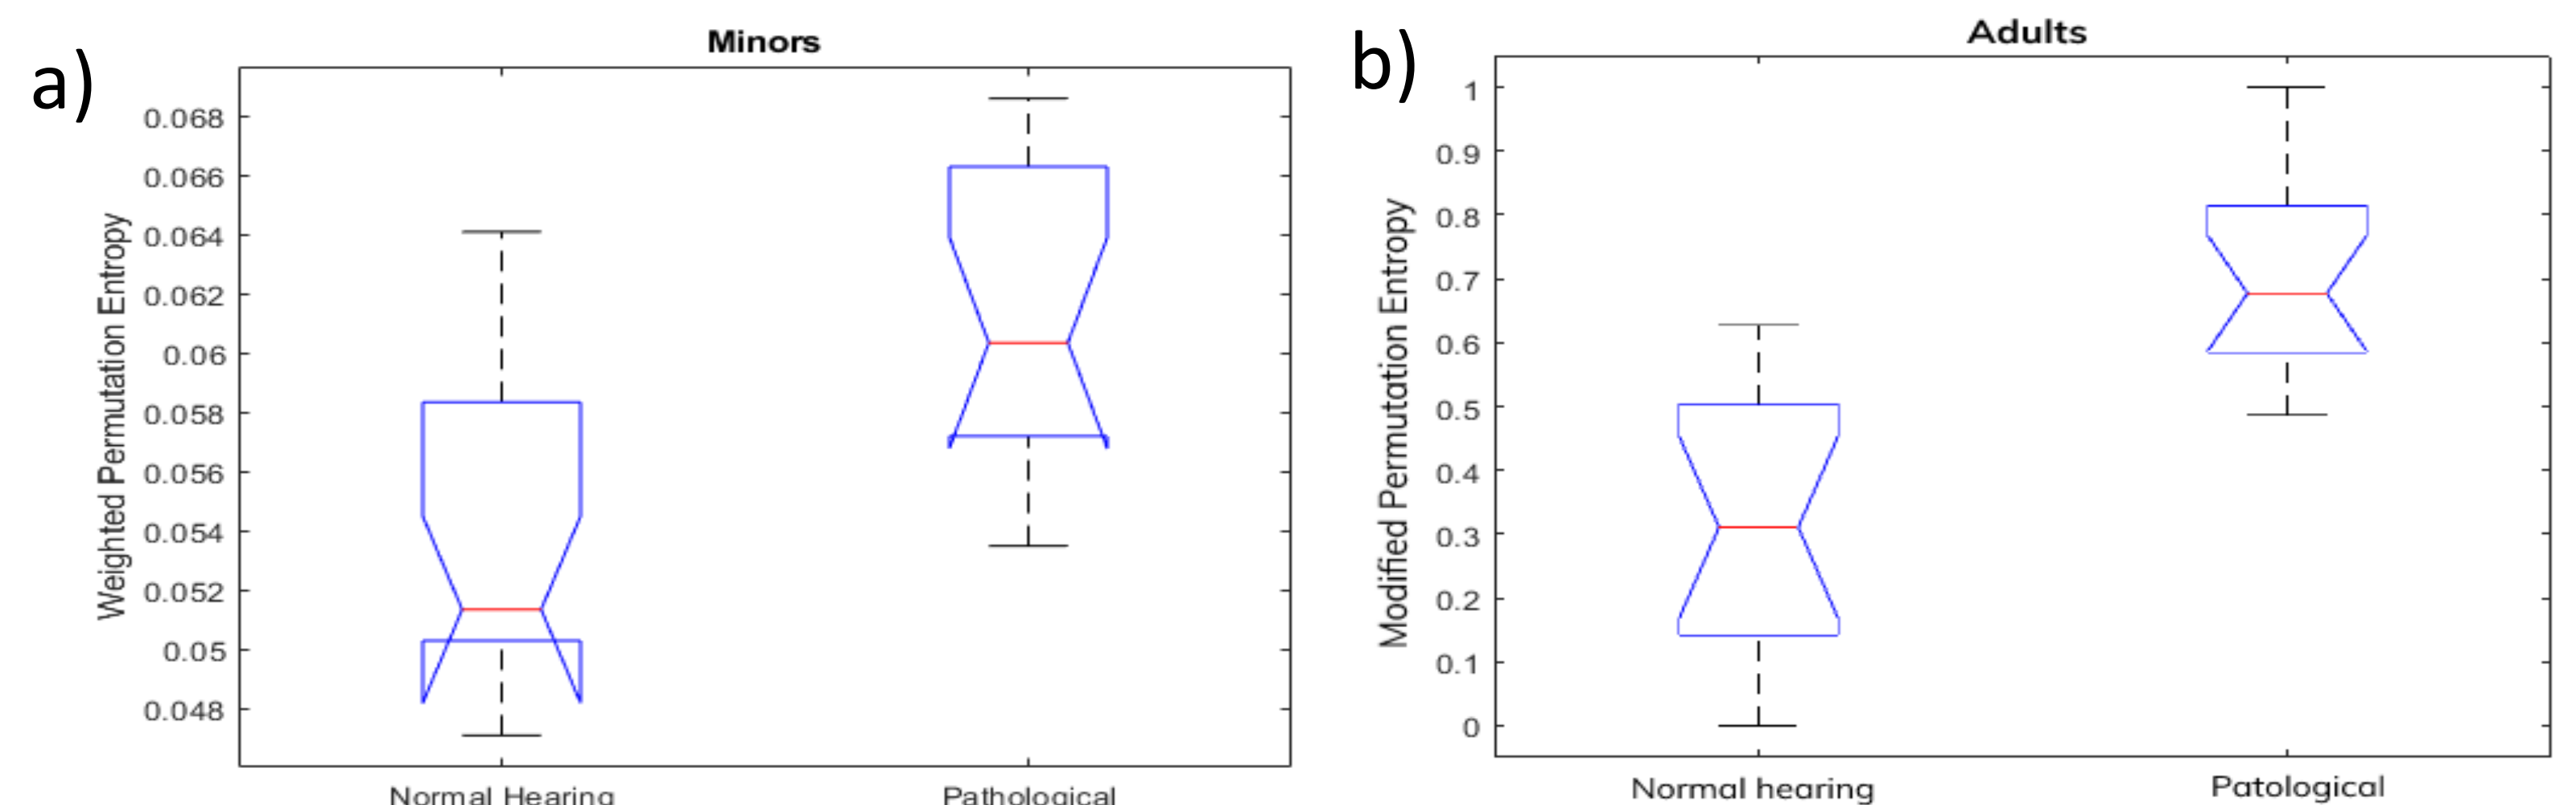 a)
Minors
Weighted Permutation Entropy
0.068
0.066
0.064
0.062
0.06
0.058
0.056
0.054
0.052
0.05
0.048
Normal Hearing
Pathological
b)
Adults
Modified Permutation Entropy
1
0.9
0.8
0.7
0.6
0.5
0.4
0.3
0.2
0.1
0
Normal hearing
Patological